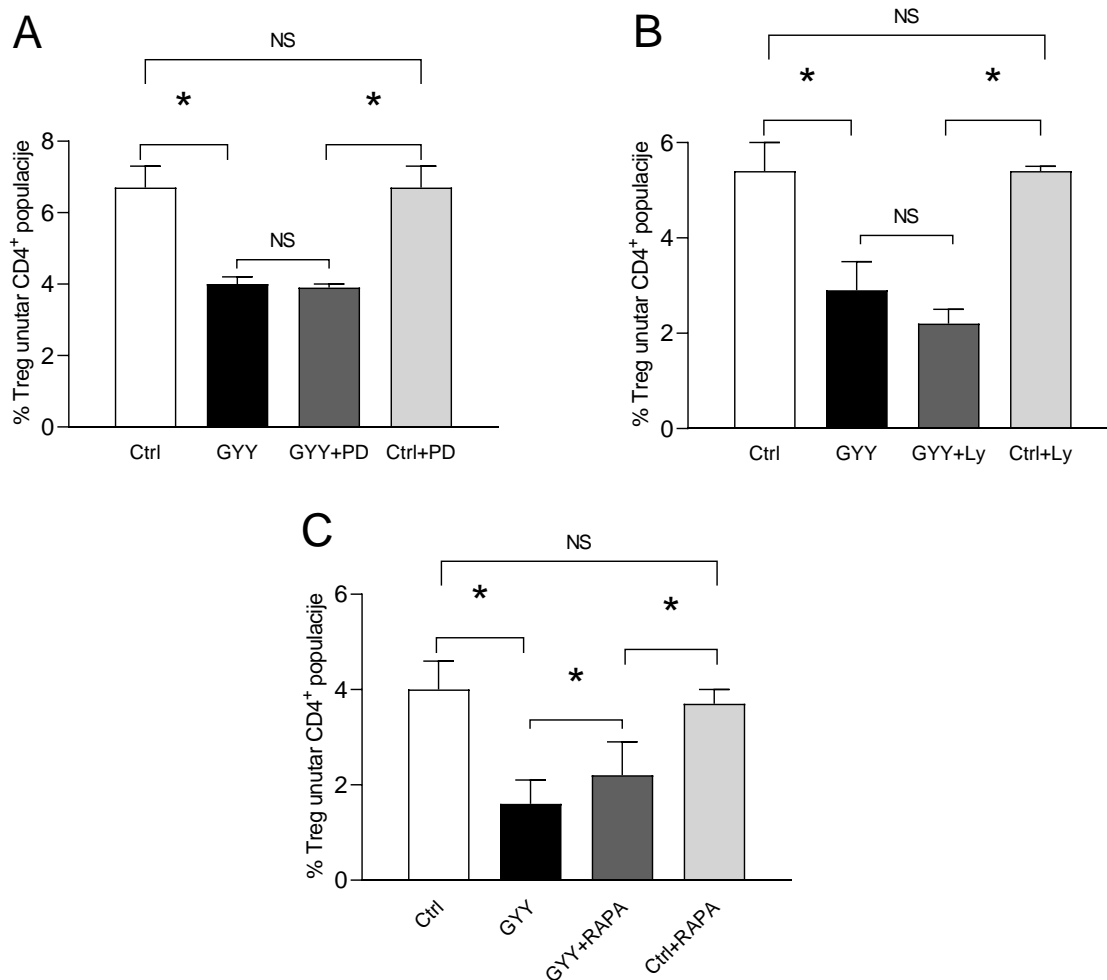 A
NS
* *
% Treg unutar CD4⁺ populacije
8
6
4
2
0
NS
Ctrl GYY GYY+PD Ctrl+PD
B
NS
* *
% Treg unutar CD4⁺ populacije
6
4
2
0
NS
Ctrl GYY GYY+Ly Ctrl+Ly
C
NS
* *
*
% Treg unutar CD4⁺ populacije
6
4
2
0
Ctrl GYY GYY+RAPA Ctrl+RAPA